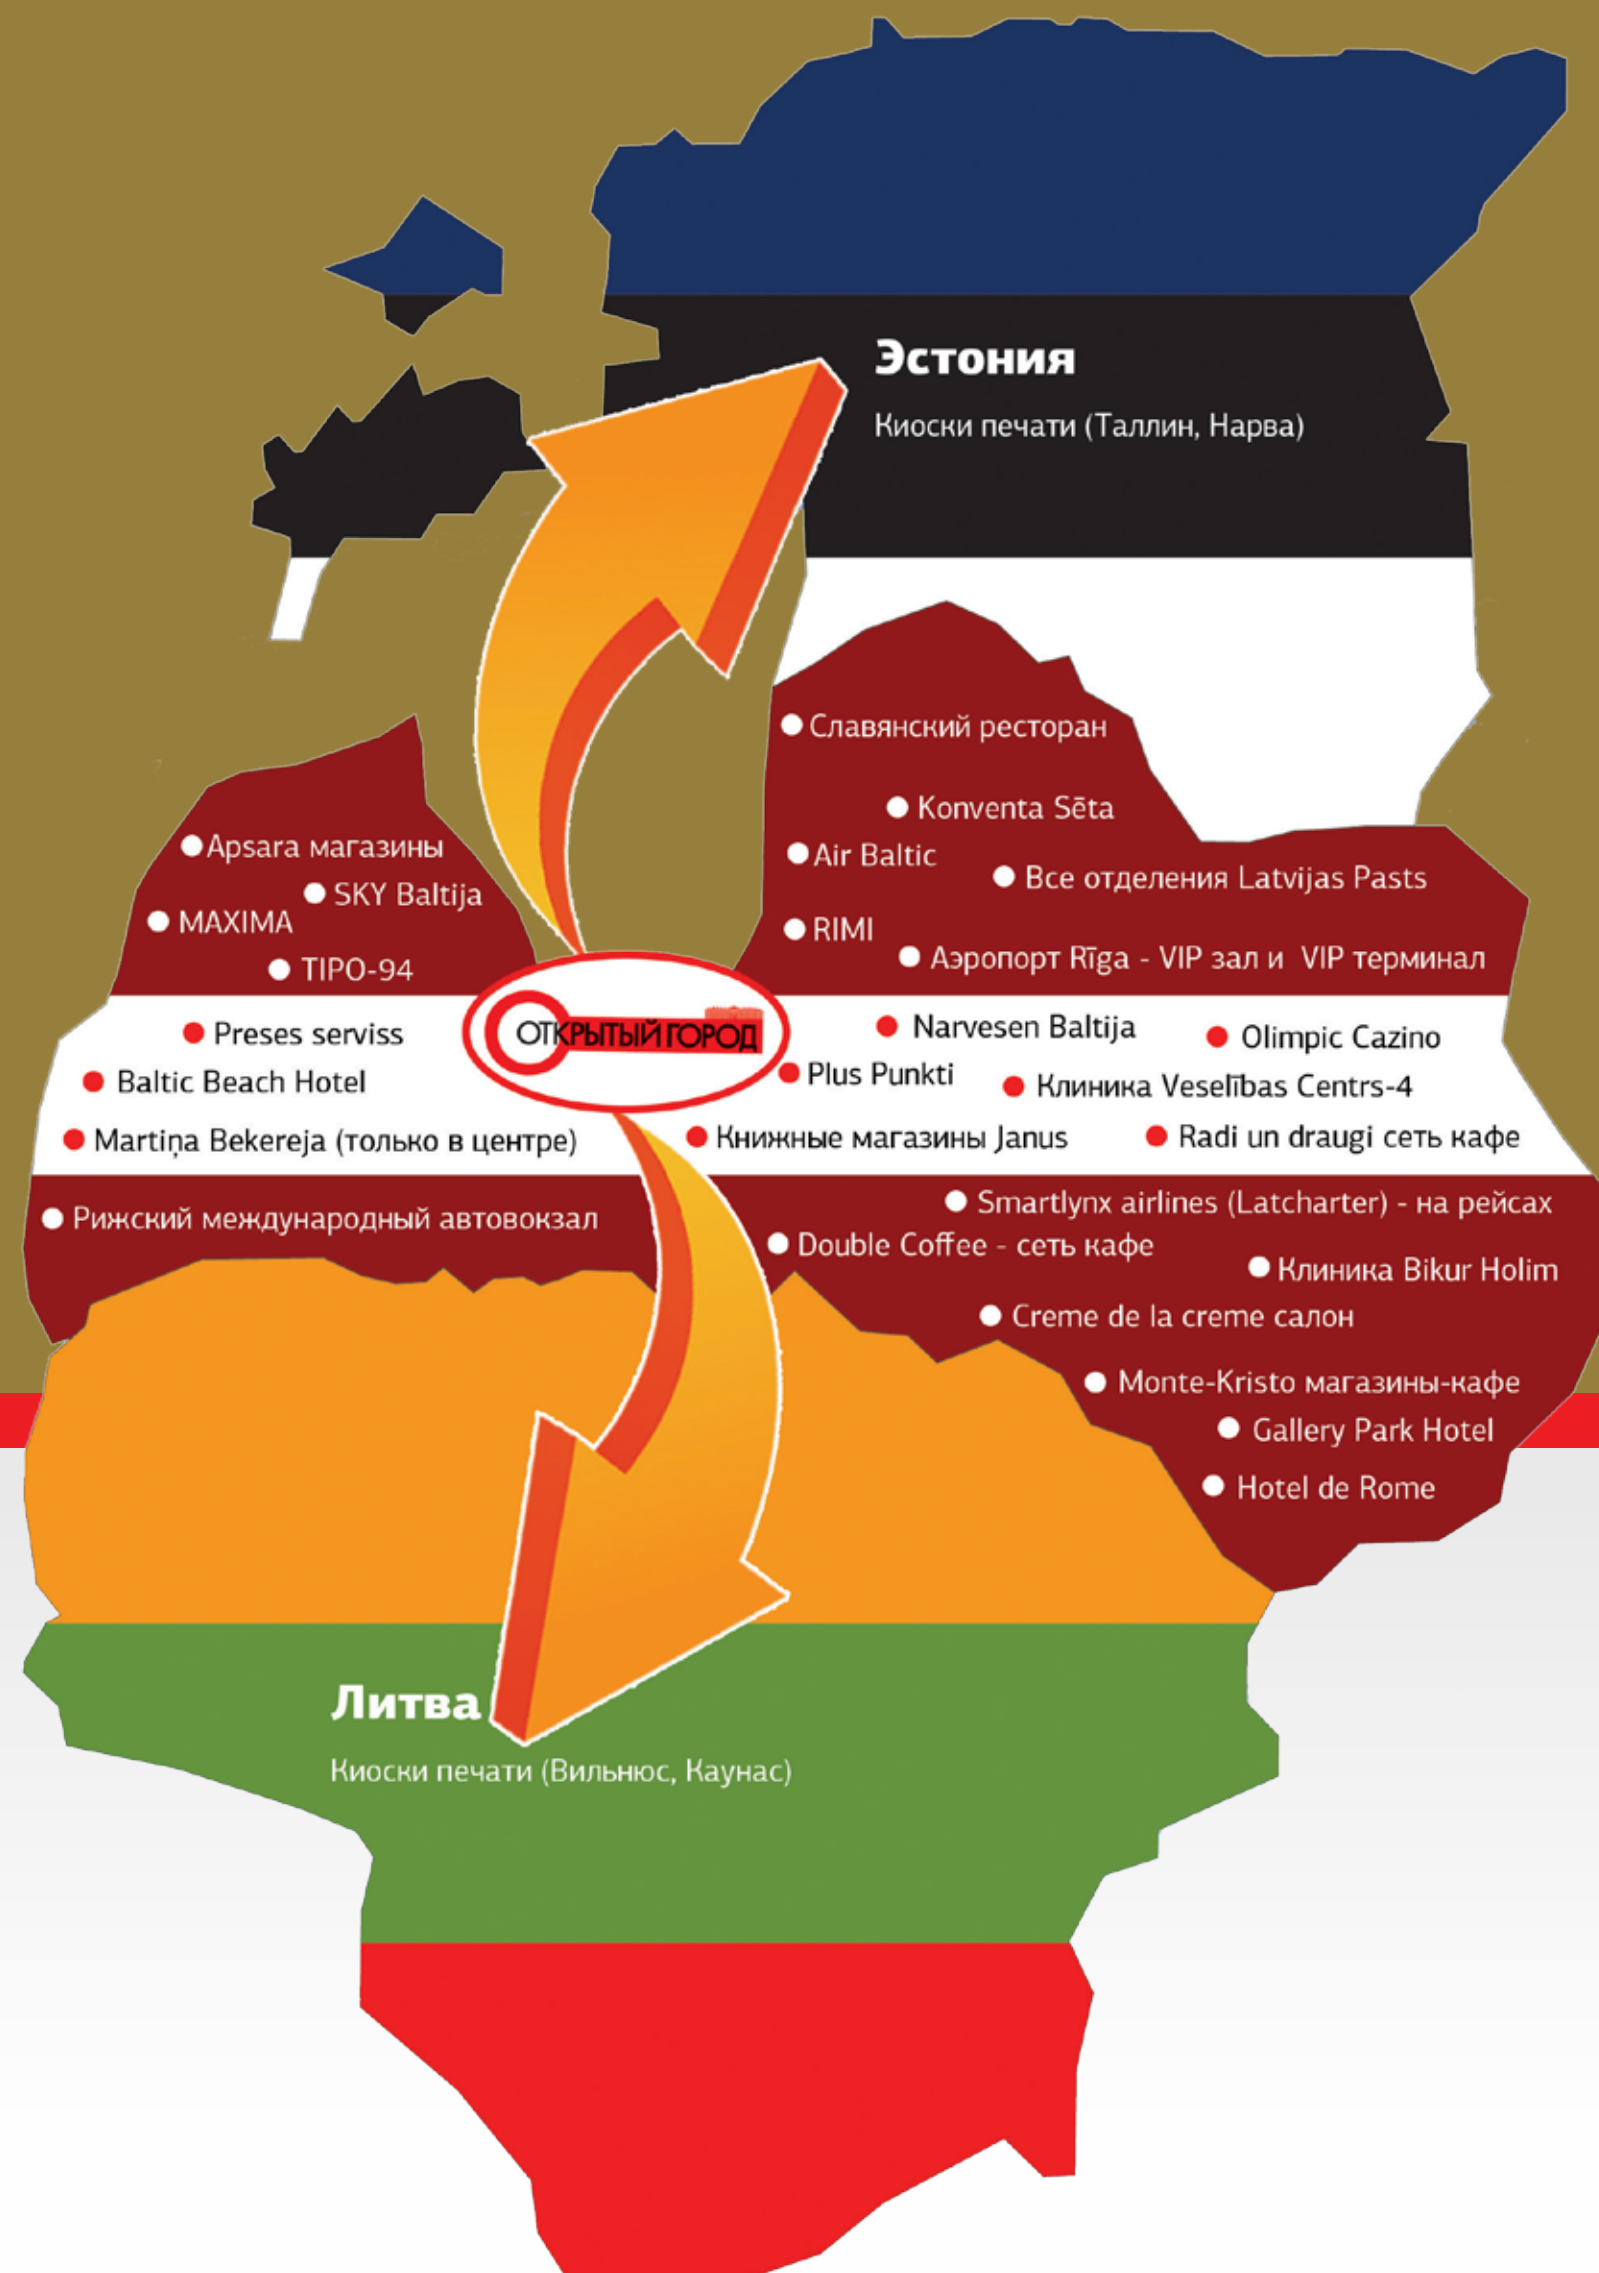 Эстония
Киоски печати (Таллин, Нарва)
Славянский ресторан
Konventa Sēta
Apsara магазины
Air Baltic
Все отделения Latvijas Pasts
SKY Baltija
MAXIMA
RIMI
Аэропорт Rīga - VIP зал и VIP терминал
TIPO-94
Preses serviss
ОТКРЫТЫЙ ГОРОД
Narvesen Baltija
Olimpic Cazino
Baltic Beach Hotel
Plus Punkti
Клиника Veselības Centrs-4
Martiņa Bekereja (только в центре)
Книжные магазины Janus
Radi un draugi сеть кафе
Рижский международный автовокзал
Smartlynx airlines (Latcharter) - на рейсах
Double Coffee - сеть кафе
Клиника Bikur Holim
Creme de la creme салон
Monte-Kristo магазины-кафе
Gallery Park Hotel
Hotel de Rome
Литва
Киоски печати (Вильнюс, Каунас)